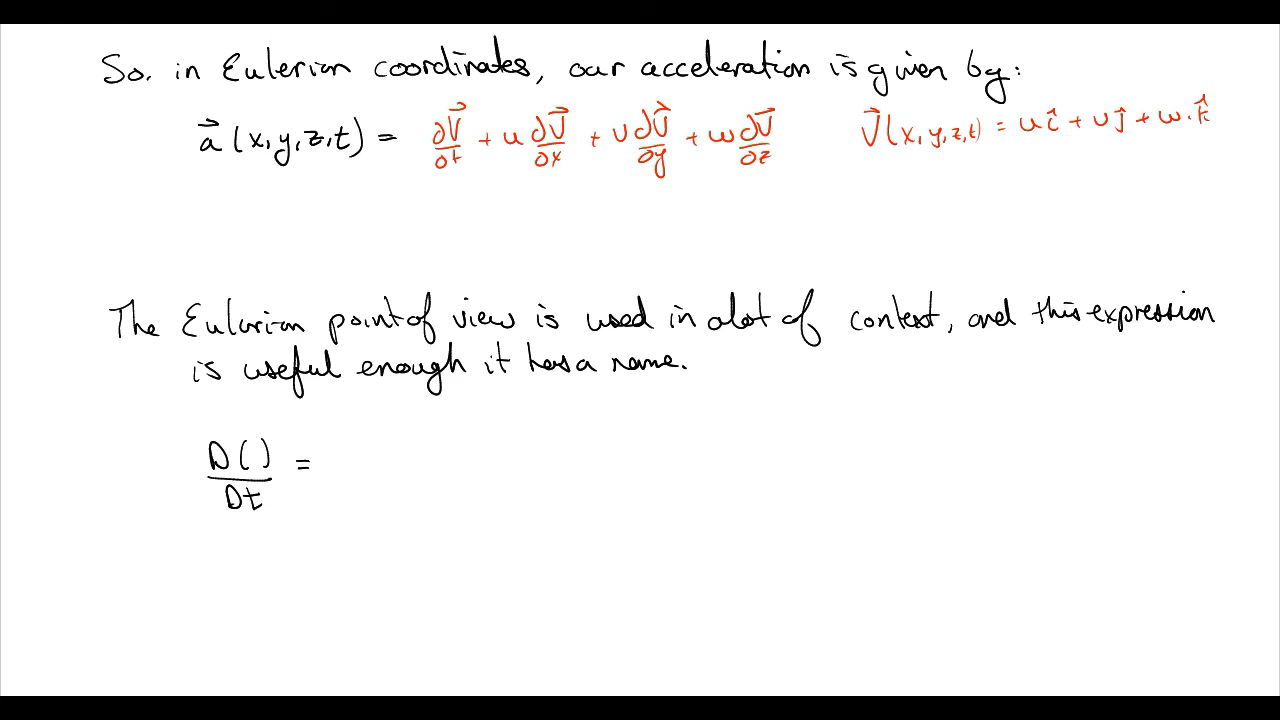 So. in Eulerian coordinates, our acceleration is given by:
a⃗ (x,y,z,t) = ∂V⃗/∂t + u ∂V⃗/∂x + v ∂V⃗/∂y + w ∂V⃗/∂z    V⃗(x,y,z,t) = u î + v ĵ + w·k̂
The Eularian point of view is used in alot of context, and this expression
is useful enough it has a name.
D( )/Dt =